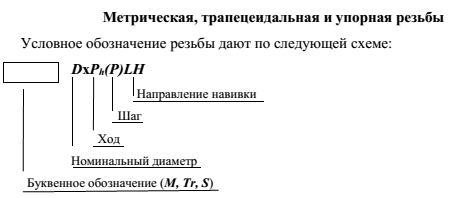 Метрическая, трапецеидальная и упорная резьбы
Условное обозначение резьбы дают по следующей схеме:
DxPh(P)LH
Направление навивки
Шаг
Ход
Номинальный диаметр
Буквенное обозначение (M, Tr, S)